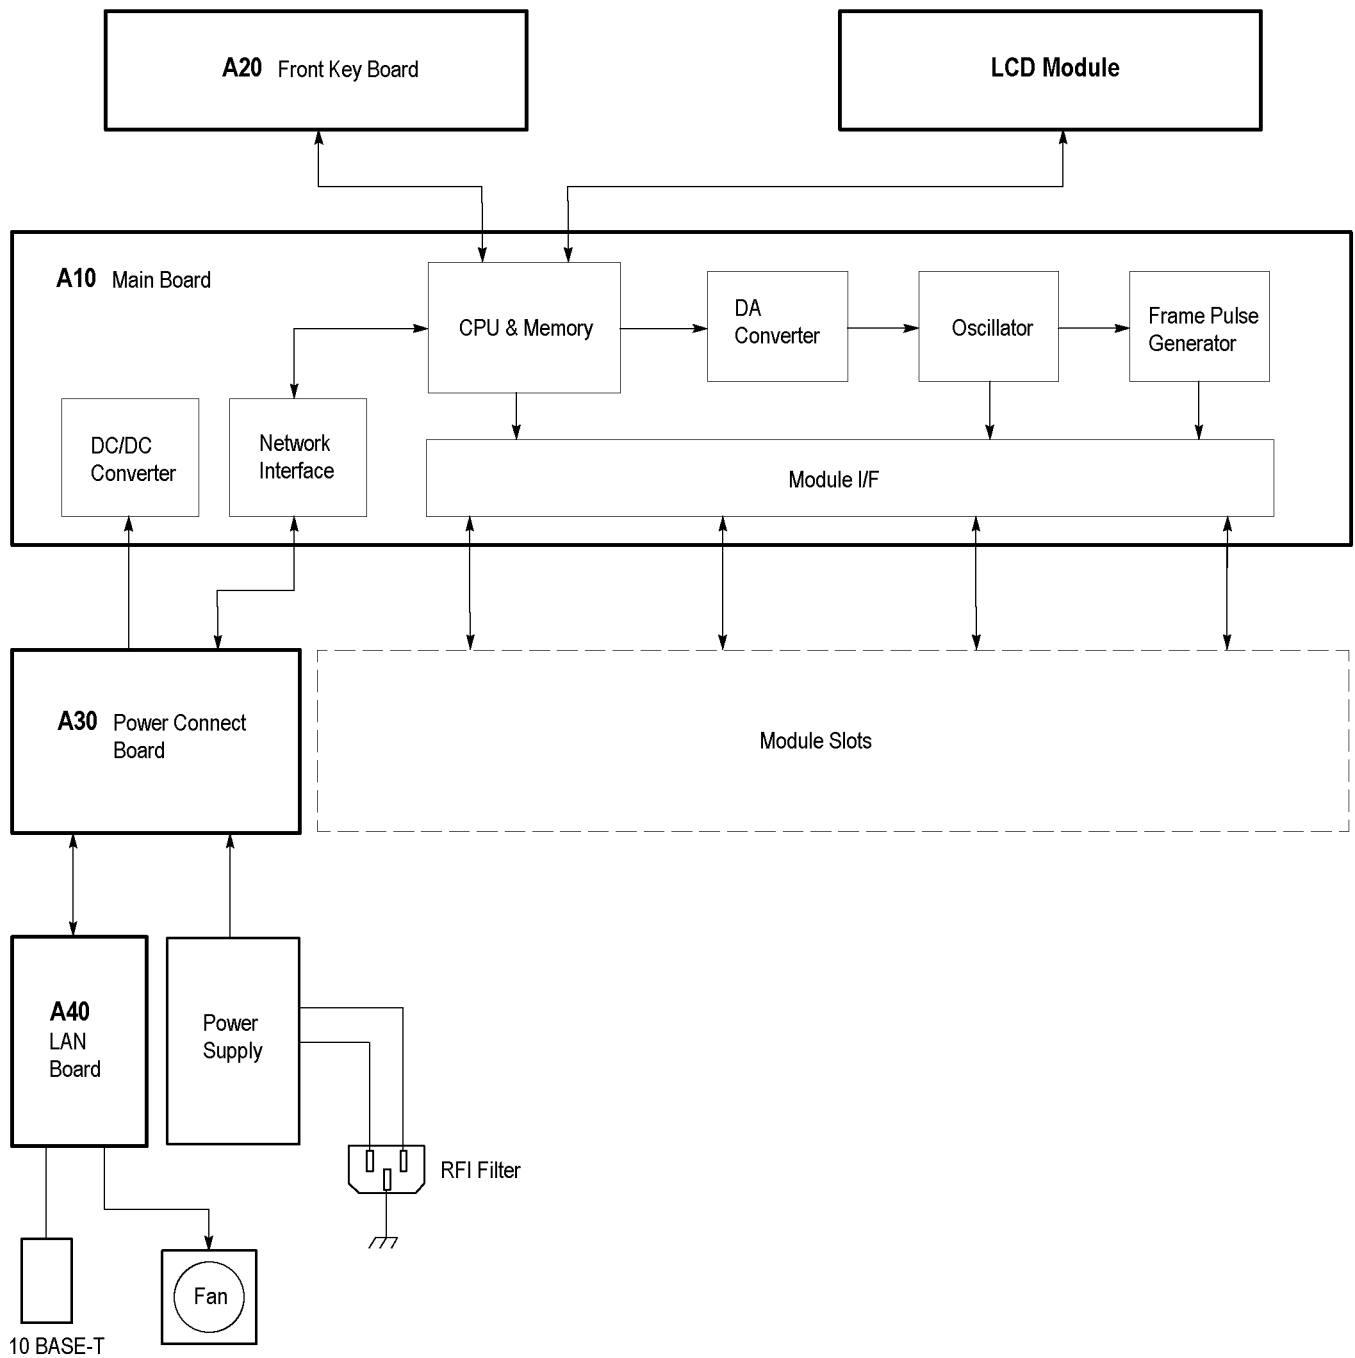 A20 Front Key Board
LCD Module
A10 Main Board
CPU & Memory
DA
Converter
Oscillator
Frame Pulse
Generator
DC/DC
Converter
Network
Interface
Module I/F
A30 Power Connect
Board
Module Slots
A40
LAN
Board
Power
Supply
RFI Filter
Fan
10 BASE-T